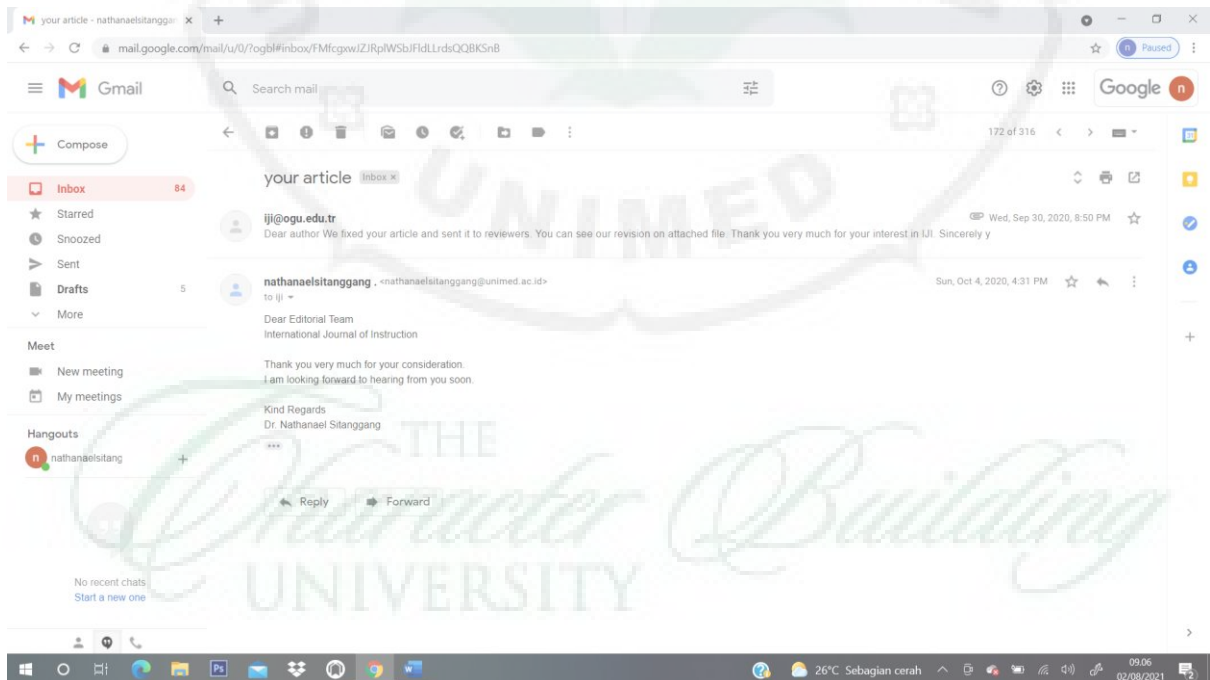 your article - nathanaelsitanggan
mail.google.com/mail/u/0/?ogbl#inbox/FMfcgxwJZJRplWSbJFldLLrdsQQBKSnB
n Paused
Gmail
Search mail
Google n
Compose
172 of 316
Inbox 84
Starred
Snoozed
Sent
Drafts 5
More
your article Inbox x
iji@ogu.edu.tr Wed, Sep 30, 2020, 8:50 PM
Dear author We fixed your article and sent it to reviewers. You can see our revision on attached file. Thank you very much for your interest in IJI. Sincerely y
nathanaelsitanggang . <nathanaelsitanggang@unimed.ac.id> Sun, Oct 4, 2020, 4:31 PM
to iji
Dear Editorial Team
International Journal of Instruction
Thank you very much for your consideration.
I am looking forward to hearing from you soon.
Kind Regards
Dr. Nathanael Sitanggang
Reply Forward
Meet
New meeting
My meetings
Hangouts
n nathanaelsitang
No recent chats
Start a new one
UNIMED
THE
Character Building
UNIVERSITY
Ps
26°C Sebagian cerah
09.06
02/08/2021
2